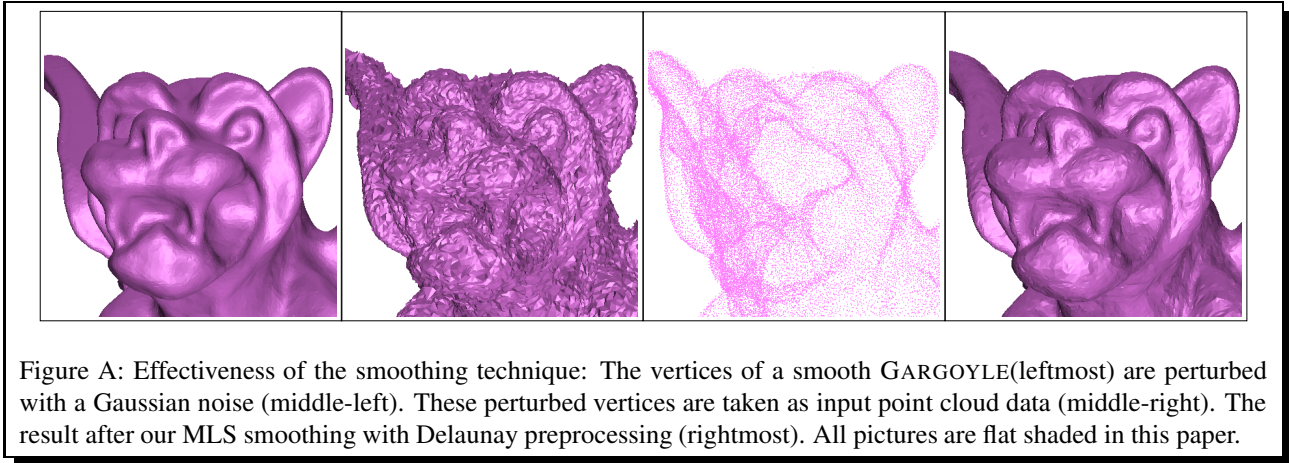 Figure A: Effectiveness of the smoothing technique: The vertices of a smooth GARGOYLE(leftmost) are perturbed
with a Gaussian noise (middle-left). These perturbed vertices are taken as input point cloud data (middle-right). The
result after our MLS smoothing with Delaunay preprocessing (rightmost). All pictures are flat shaded in this paper.